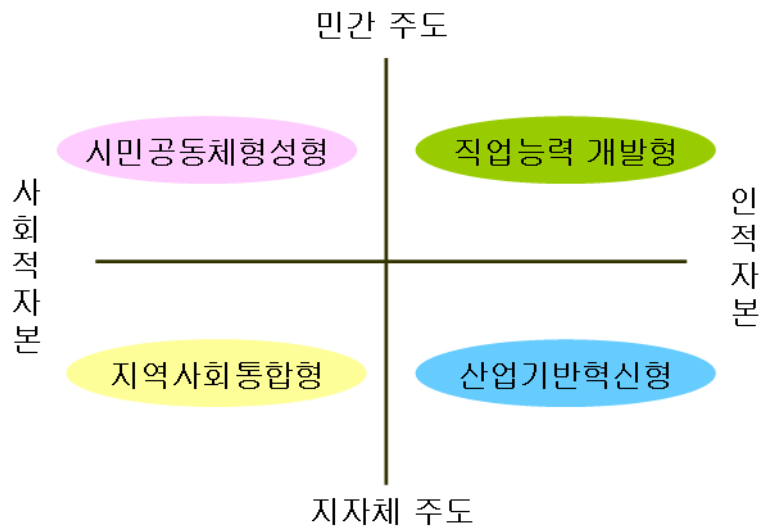 민간 주도
시민공동체형성형
직업능력 개발형
사회적자본
인적자본
지역사회통합형
산업기반혁신형
지자체 주도